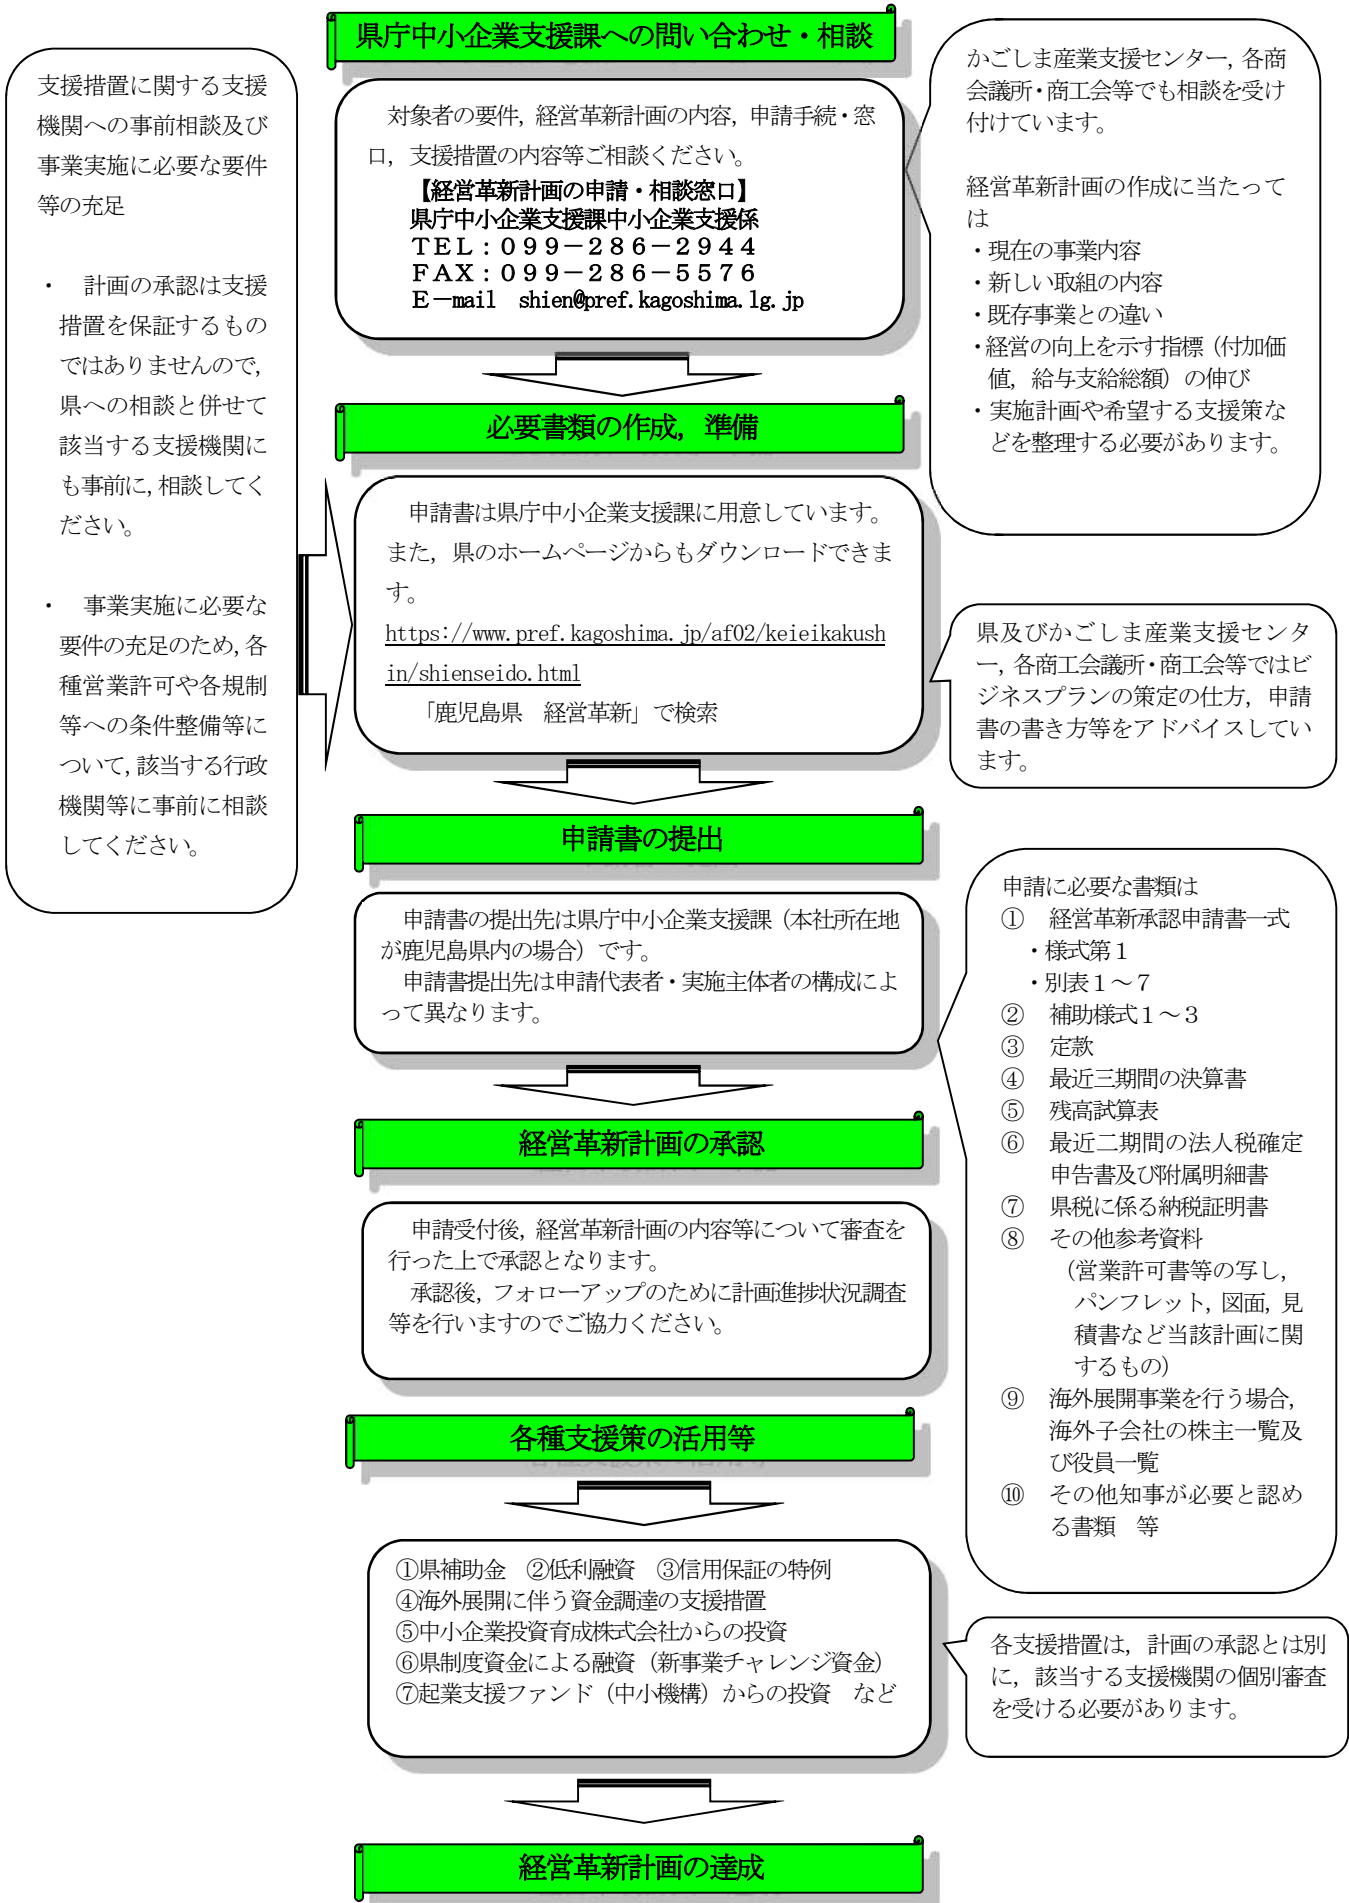 県庁中小企業支援課への問い合わせ・相談
対象者の要件，経営革新計画の内容，申請手続・窓
口，支援措置の内容等ご相談ください。
【経営革新計画の申請・相談窓口】
県庁中小企業支援課中小企業支援係
ＴＥＬ：０９９－２８６－２９４４
ＦＡＸ：０９９－２８６－５５７６
Ｅ－mail　shien@pref.kagoshima.lg.jp
かごしま産業支援センター，各商
会議所・商工会等でも相談を受け
付けています。
経営革新計画の作成に当たって
は
・現在の事業内容
・新しい取組の内容
・既存事業との違い
・経営の向上を示す指標（付加価
値，給与支給総額）の伸び
・実施計画や希望する支援策な
どを整理する必要があります。
支援措置に関する支援
機関への事前相談及び
事業実施に必要な要件
等の充足
・　計画の承認は支援
措置を保証するもの
ではありませんので，
県への相談と併せて
該当する支援機関に
も事前に，相談してく
ださい。
・　事業実施に必要な
要件の充足のため，各
種営業許可や各規制
等への条件整備等に
ついて，該当する行政
機関等に事前に相談
してください。
必要書類の作成，準備
申請書は県庁中小企業支援課に用意しています。
また，県のホームページからもダウンロードできま
す。
https://www.pref.kagoshima.jp/af02/keieikakush
in/shienseido.html
「鹿児島県　経営革新」で検索
県及びかごしま産業支援センタ
ー，各商工会議所・商工会等ではビ
ジネスプランの策定の仕方，申請
書の書き方等をアドバイスしてい
ます。
申請書の提出
申請書の提出先は県庁中小企業支援課（本社所在地
が鹿児島県内の場合）です。
申請書提出先は申請代表者・実施主体者の構成によ
って異なります。
申請に必要な書類は
①　経営革新承認申請書一式
・様式第１
・別表１～７
②　補助様式１～３
③　定款
④　最近三期間の決算書
⑤　残高試算表
⑥　最近二期間の法人税確定
申告書及び附属明細書
⑦　県税に係る納税証明書
⑧　その他参考資料
（営業許可書等の写し，
パンフレット，図面，見
積書など当該計画に関
するもの）
⑨　海外展開事業を行う場合，
海外子会社の株主一覧及
び役員一覧
⑩　その他知事が必要と認め
る書類　等
経営革新計画の承認
申請受付後，経営革新計画の内容等について審査を
行った上で承認となります。
承認後，フォローアップのために計画進捗状況調査
等を行いますのでご協力ください。
各種支援策の活用等
①県補助金　②低利融資　③信用保証の特例
④海外展開に伴う資金調達の支援措置
⑤中小企業投資育成株式会社からの投資
⑥県制度資金による融資（新事業チャレンジ資金）
⑦起業支援ファンド（中小機構）からの投資　など
各支援措置は，計画の承認とは別
に，該当する支援機関の個別審査
を受ける必要があります。
経営革新計画の達成